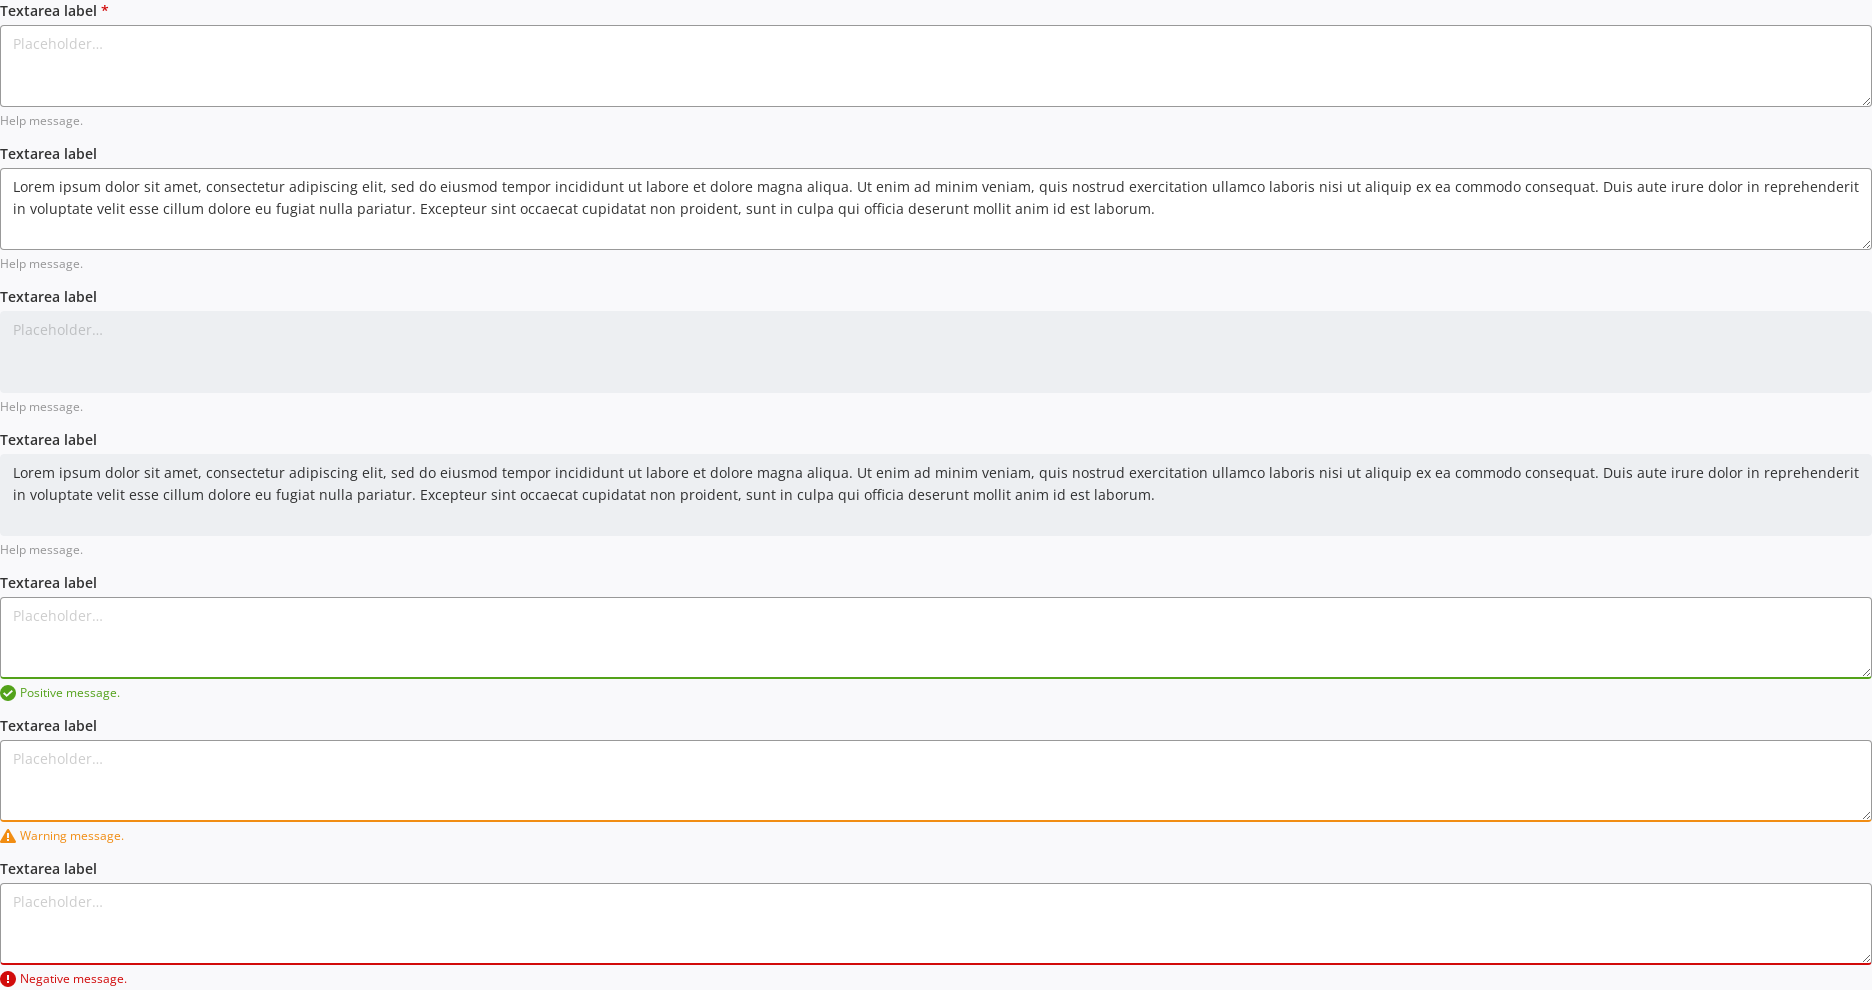 Textarea label *
Placeholder...
Help message.
Textarea label
Lorem ipsum dolor sit amet, consectetur adipiscing elit, sed do eiusmod tempor incididunt ut labore et dolore magna aliqua. Ut enim ad minim veniam, quis nostrud exercitation ullamco laboris nisi ut aliquip ex ea commodo consequat. Duis aute irure dolor in reprehenderit
in voluptate velit esse cillum dolore eu fugiat nulla pariatur. Excepteur sint occaecat cupidatat non proident, sunt in culpa qui officia deserunt mollit anim id est laborum.
Help message.
Textarea label
Placeholder...
Help message.
Textarea label
Lorem ipsum dolor sit amet, consectetur adipiscing elit, sed do eiusmod tempor incididunt ut labore et dolore magna aliqua. Ut enim ad minim veniam, quis nostrud exercitation ullamco laboris nisi ut aliquip ex ea commodo consequat. Duis aute irure dolor in reprehenderit
in voluptate velit esse cillum dolore eu fugiat nulla pariatur. Excepteur sint occaecat cupidatat non proident, sunt in culpa qui officia deserunt mollit anim id est laborum.
Help message.
Textarea label
Placeholder...
Positive message.
Textarea label
Placeholder...
Warning message.
Textarea label
Placeholder...
Negative message.